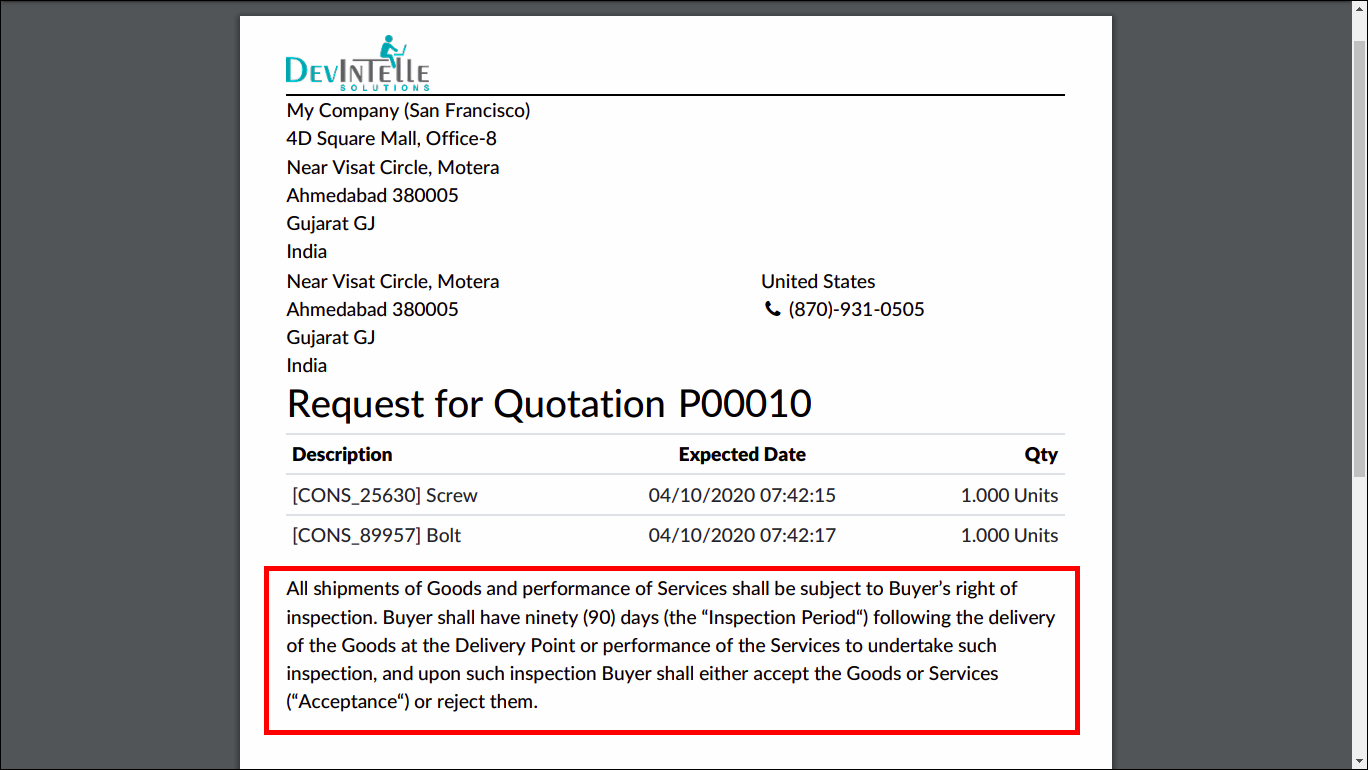 DEVINTELLE
SOLUTIONS
My Company (San Francisco)
4D Square Mall, Office-8
Near Visat Circle, Motera
Ahmedabad 380005
Gujarat GJ
India
Near Visat Circle, Motera United States
Ahmedabad 380005 (870)-931-0505
Gujarat GJ
India
Request for Quotation P00010
Description Expected Date Qty
[CONS_25630] Screw 04/10/2020 07:42:15 1.000 Units
[CONS_89957] Bolt 04/10/2020 07:42:17 1.000 Units
All shipments of Goods and performance of Services shall be subject to Buyer’s right of
inspection. Buyer shall have ninety (90) days (the “Inspection Period“) following the delivery
of the Goods at the Delivery Point or performance of the Services to undertake such
inspection, and upon such inspection Buyer shall either accept the Goods or Services
(“Acceptance“) or reject them.